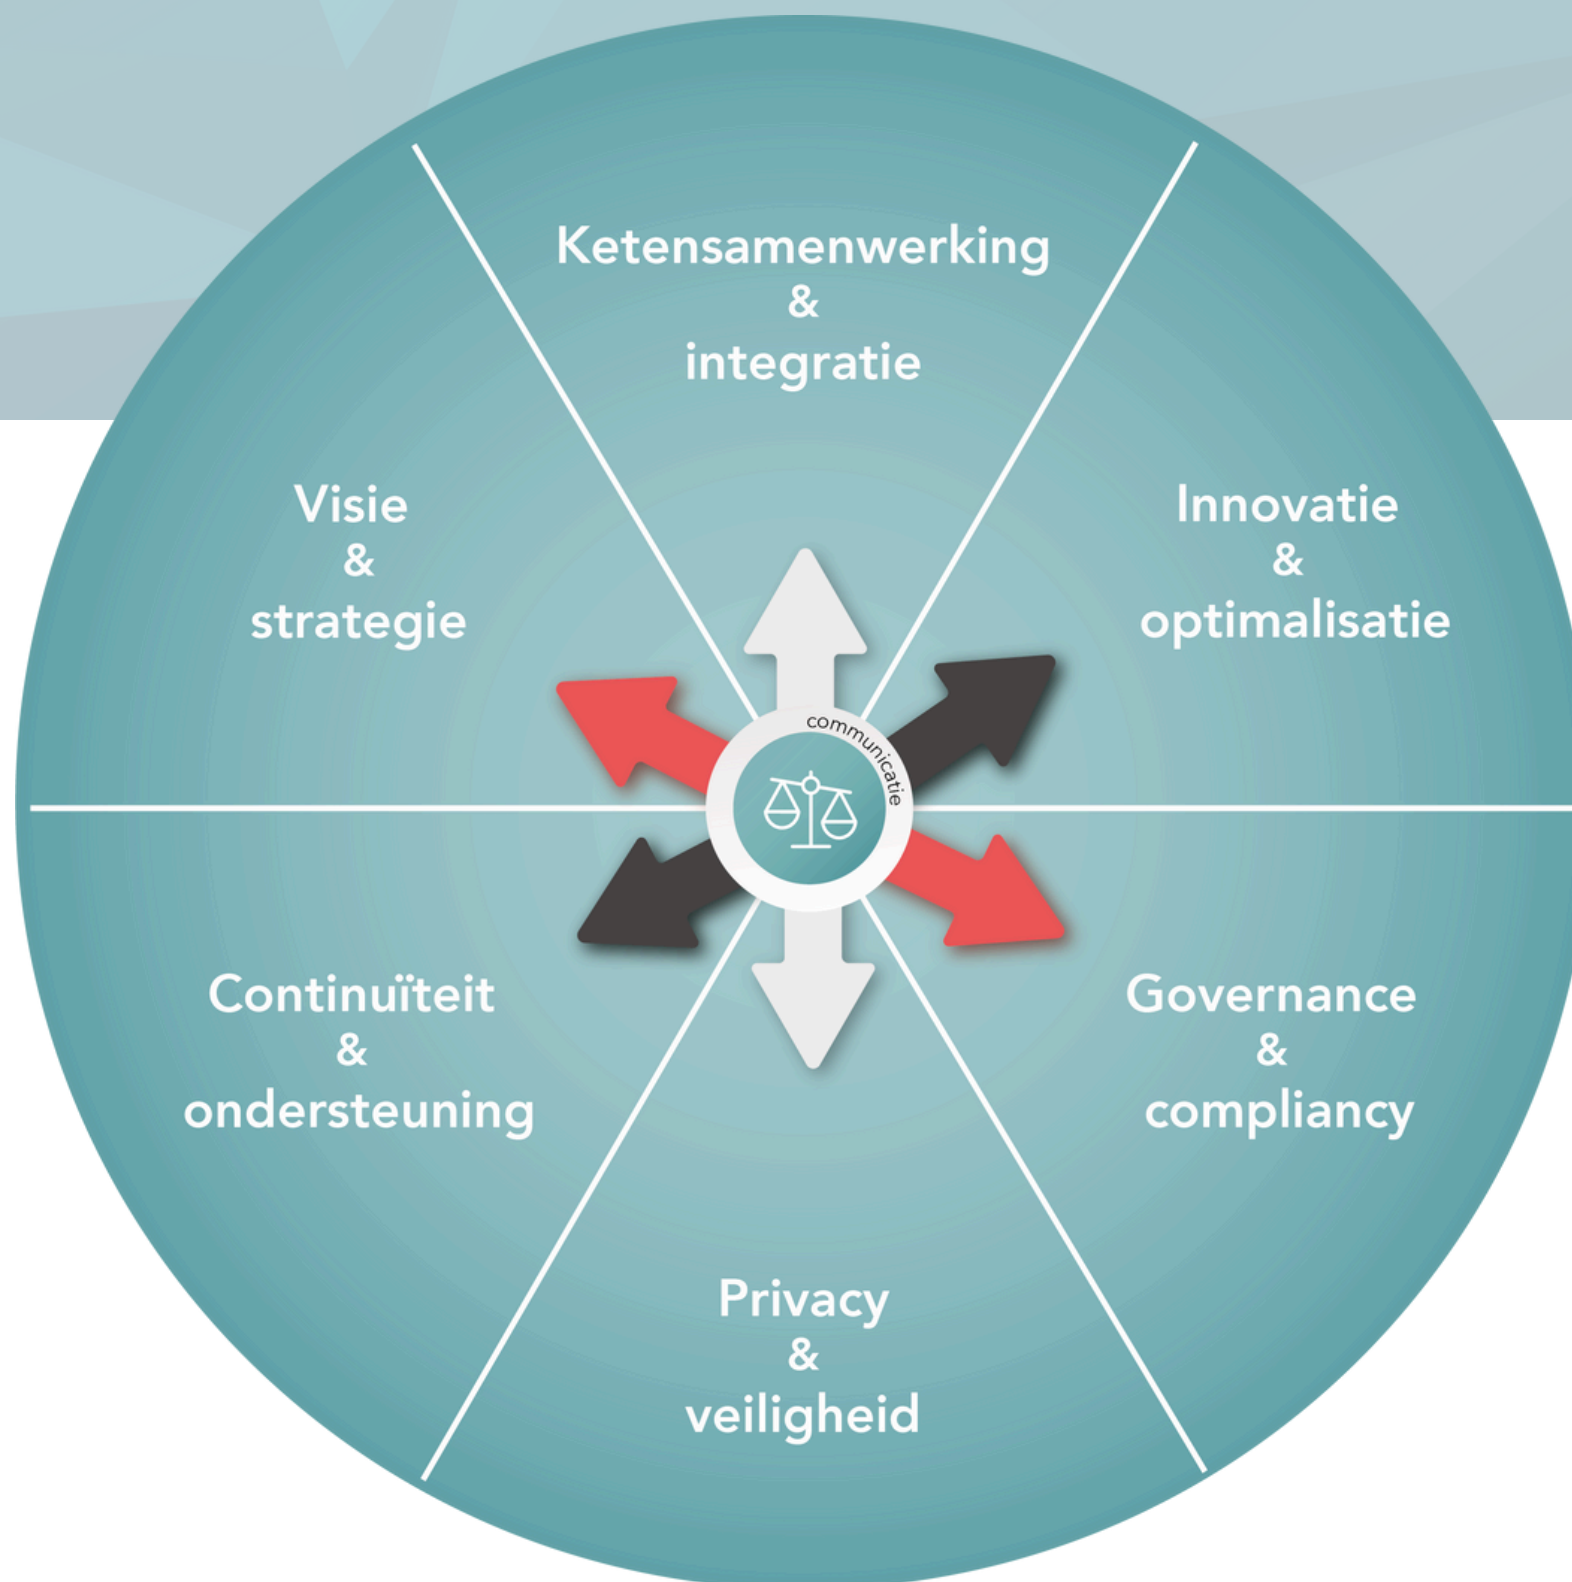 Ketensamenwerking
&
integratie
Visie
&
strategie
Innovatie
&
optimalisatie
communicatie
Continuïteit
&
ondersteuning
Governance
&
compliancy
Privacy
&
veiligheid